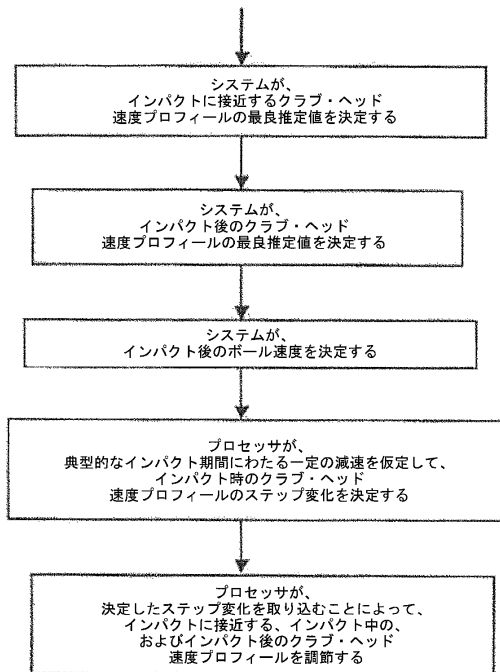 システムが、
インパクトに接近するクラブ・ヘッド
速度プロフィールの最良推定値を決定する
システムが、
インパクト後のクラブ・ヘッド
速度プロフィールの最良推定値を決定する
システムが、
インパクト後のボール速度を決定する
プロセッサが、
典型的なインパクト期間にわたる一定の減速を仮定して、
インパクト時のクラブ・ヘッド
速度プロフィールのステップ変化を決定する
プロセッサが、
決定したステップ変化を取り込むことによって、
インパクトに接近する、インパクト中の、
およびインパクト後のクラブ・ヘッド
速度プロフィールを調節する